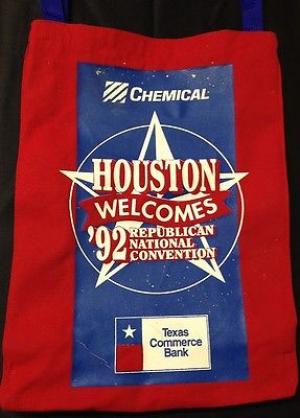 CHEMICAL
HOUSTON
WELCOMES
'92 REPUBLICAN
NATIONAL
CONVENTION
Texas
Commerce
Bank